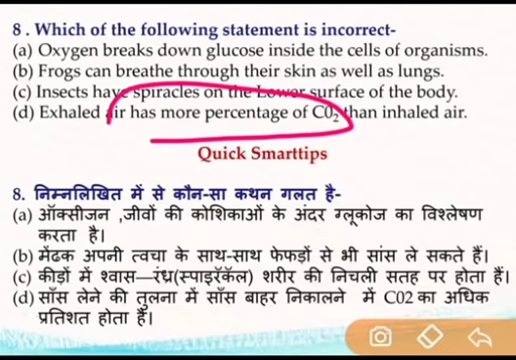 8 . Which of the following statement is incorrect-
(a) Oxygen breaks down glucose inside the cells of organisms.
(b) Frogs can breathe through their skin as well as lungs.
(c) Insects have spiracles on the Lower surface of the body.
(d) Exhaled air has more percentage of C0₂ than inhaled air.
Quick Smarttips
8. निम्नलिखित में से कौन-सा कथन गलत है-
(a) ऑक्सीजन ,जीवों की कोशिकाओं के अंदर ग्लूकोज का विश्लेषण
करता है।
(b) मेंढक अपनी त्वचा के साथ-साथ फेफड़ों से भी सांस ले सकते हैं।
(c) कीड़ों में श्वास—रंध्र(स्पाइरॅकॅल) शरीर की निचली सतह पर होता हैं।
(d) साँस लेने की तुलना में साँस बाहर निकालने में C02 का अधिक
प्रतिशत होता हैं।